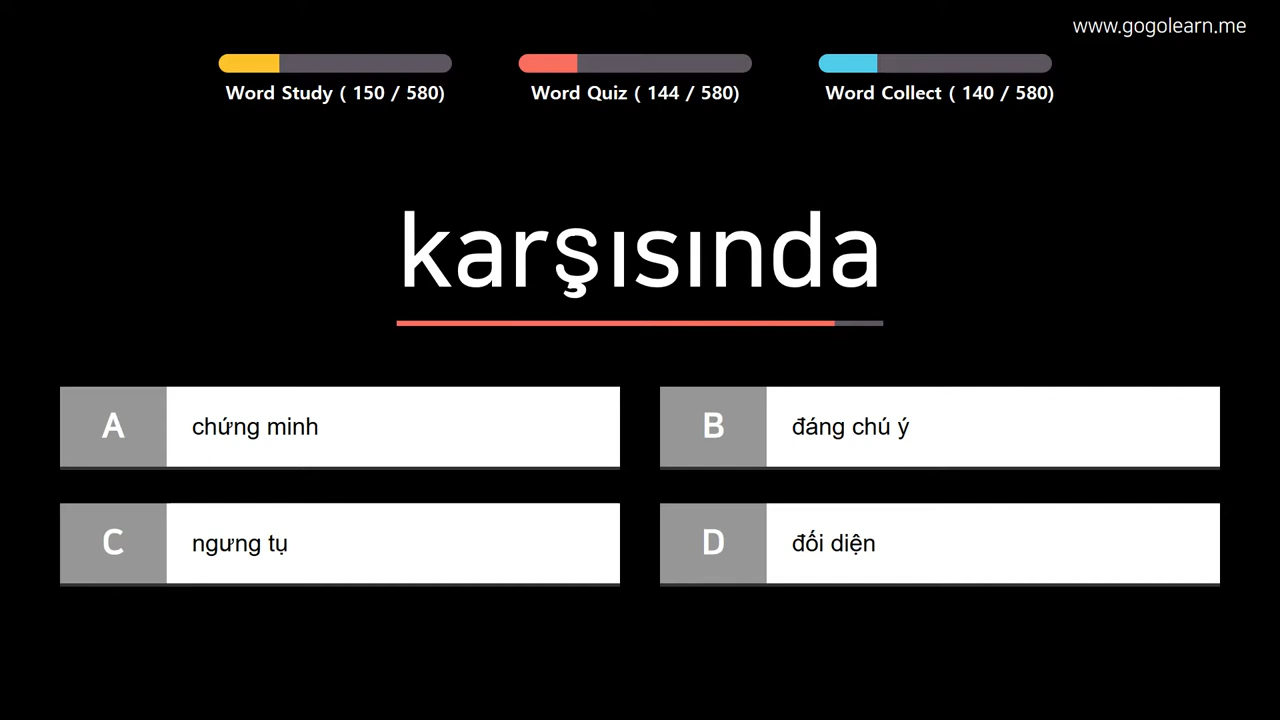 www.gogolearn.me
Word Study ( 150 / 580)
Word Quiz ( 144 / 580)
Word Collect ( 140 / 580)
karşısında
A
chứng minh
B
đáng chú ý
C
ngưng tụ
D
đối diện